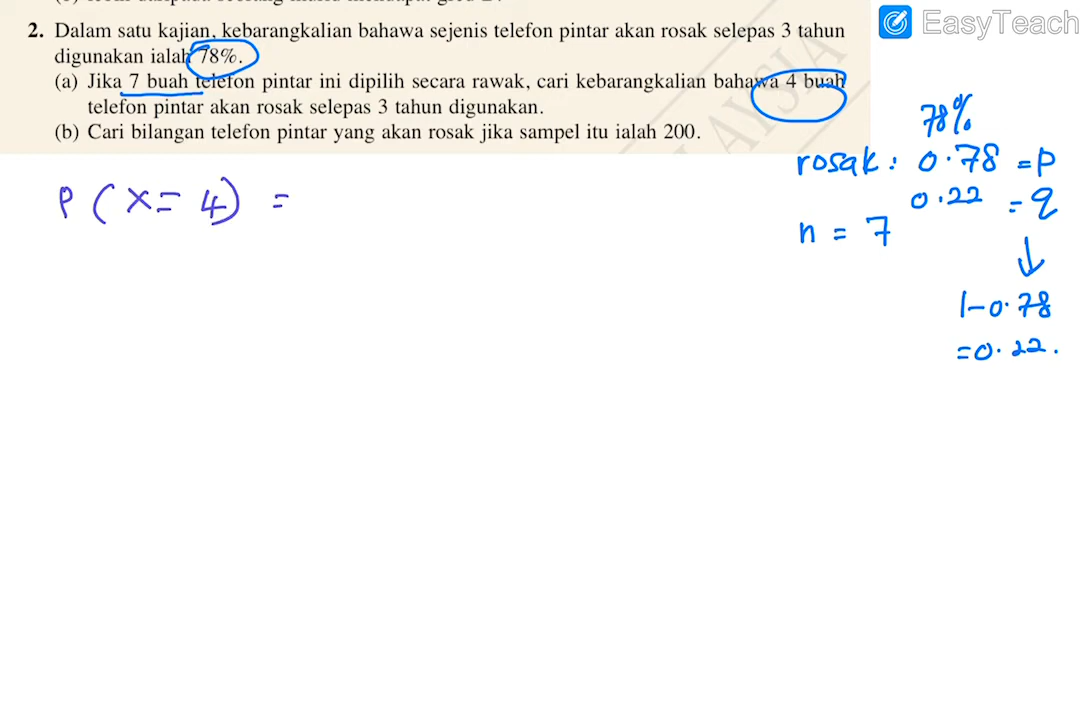 2. Dalam satu kajian, kebarangkalian bahawa sejenis telefon pintar akan rosak selepas 3 tahun
digunakan ialah 78%.
(a) Jika 7 buah telefon pintar ini dipilih secara rawak, cari kebarangkalian bahawa 4 buah
telefon pintar akan rosak selepas 3 tahun digunakan.
(b) Cari bilangan telefon pintar yang akan rosak jika sampel itu ialah 200.
EasyTeach
78%
rosak : 0.78 = p
0.22 = q
n = 7
↓
1-0.78
=0.22.
P (X = 4) =